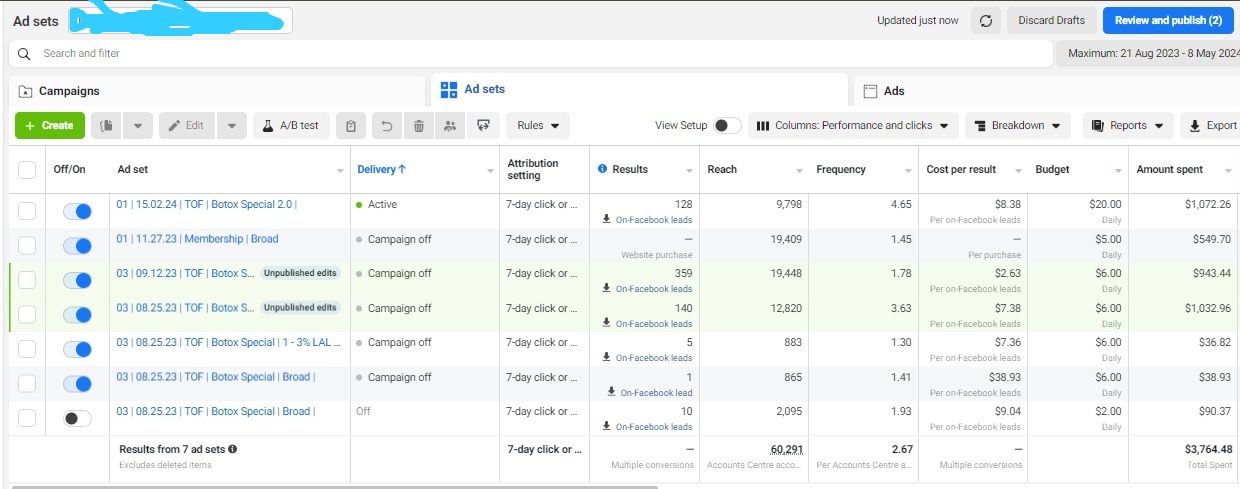 Ad sets
Updated just now
Discard Drafts
Review and publish (2)
Search and filter
Maximum: 21 Aug 2023 - 8 May 2024
Campaigns
Ad sets
Ads
+ Create
Edit
A/B test
Rules
View Setup
Columns: Performance and clicks
Breakdown
Reports
Export
Off/On
Ad set
Delivery ↑
Attribution
setting
Results
Reach
Frequency
Cost per result
Budget
Amount spent
01 | 15.02.24 | TOF | Botox Special 2.0 |
Active
7-day click or ...
128
On-Facebook leads
9,798
4.65
$8.38
Per on-Facebook leads
$20.00
Daily
$1,072.26
01 | 11.27.23 | Membership | Broad
Campaign off
7-day click or ...
—
Website purchase
19,409
1.45
—
Per purchase
$5.00
Daily
$549.70
03 | 09.12.23 | TOF | Botox S...
Unpublished edits
Campaign off
7-day click or ...
359
On-Facebook leads
19,448
1.78
$2.63
Per on-Facebook leads
$6.00
Daily
$943.44
03 | 08.25.23 | TOF | Botox S...
Unpublished edits
Campaign off
7-day click or ...
140
On-Facebook leads
12,820
3.63
$7.38
Per on-Facebook leads
$6.00
Daily
$1,032.96
03 | 08.25.23 | TOF | Botox Special | 1 - 3% LAL ...
Campaign off
7-day click or ...
5
On-Facebook leads
883
1.30
$7.36
Per on-Facebook leads
$6.00
Daily
$36.82
03 | 08.25.23 | TOF | Botox Special | Broad |
Campaign off
7-day click or ...
1
On-Facebook lead
865
1.41
$38.93
Per on-Facebook leads
$6.00
Daily
$38.93
03 | 08.25.23 | TOF | Botox Special | Broad |
Off
7-day click or ...
10
On-Facebook leads
2,095
1.93
$9.04
Per on-Facebook leads
$2.00
Daily
$90.37
Results from 7 ad sets
Excludes deleted items
7-day click or ...
—
Multiple conversions
60,291
Accounts Centre acco...
2.67
Per Accounts Centre a...
—
Multiple conversions
$3,764.48
Total Spent